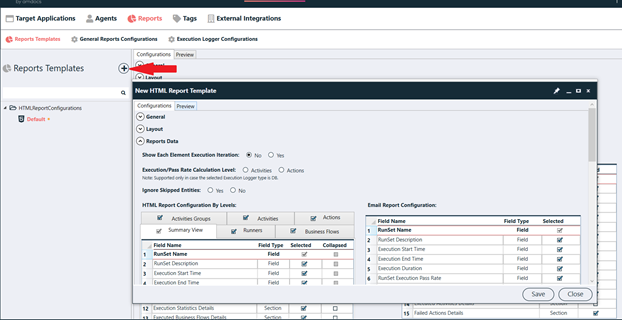 by amdocs
Target Applications Agents Reports Tags External Integrations
Reports Templates General Reports Configurations Execution Logger Configurations
Configurations Preview
Reports Templates
General
Layout
HTMLReportConfigurations
Default *
New HTML Report Template
Configurations Preview
General
Layout
Reports Data
Show Each Element Execution Iteration: No Yes
Execution/Pass Rate Calculation Level: Activities Actions
Note: Supported only in case the selected Execution Logger type is DB.
Ignore Skipped Entities: Yes No
HTML Report Configuration By Levels:
Activities Groups Activities Actions
Summary View Runners Business Flows
Field Name Field Type Selected Collapsed
1 RunSet Name Field
2 RunSet Description Field
3 Execution Start Time Field
4 Execution End Time Field
Email Report Configuration:
Field Name Field Type Selected
1 RunSet Name Field
2 RunSet Description Field
3 Execution Start Time Field
4 Execution End Time Field
5 Execution Duration Field
6 RunSet Execution Pass Rate Field
Save Close
12 Execution Statistics Details Section
13 Executed Business Flows Details Section
15 Failed Actions Details Section